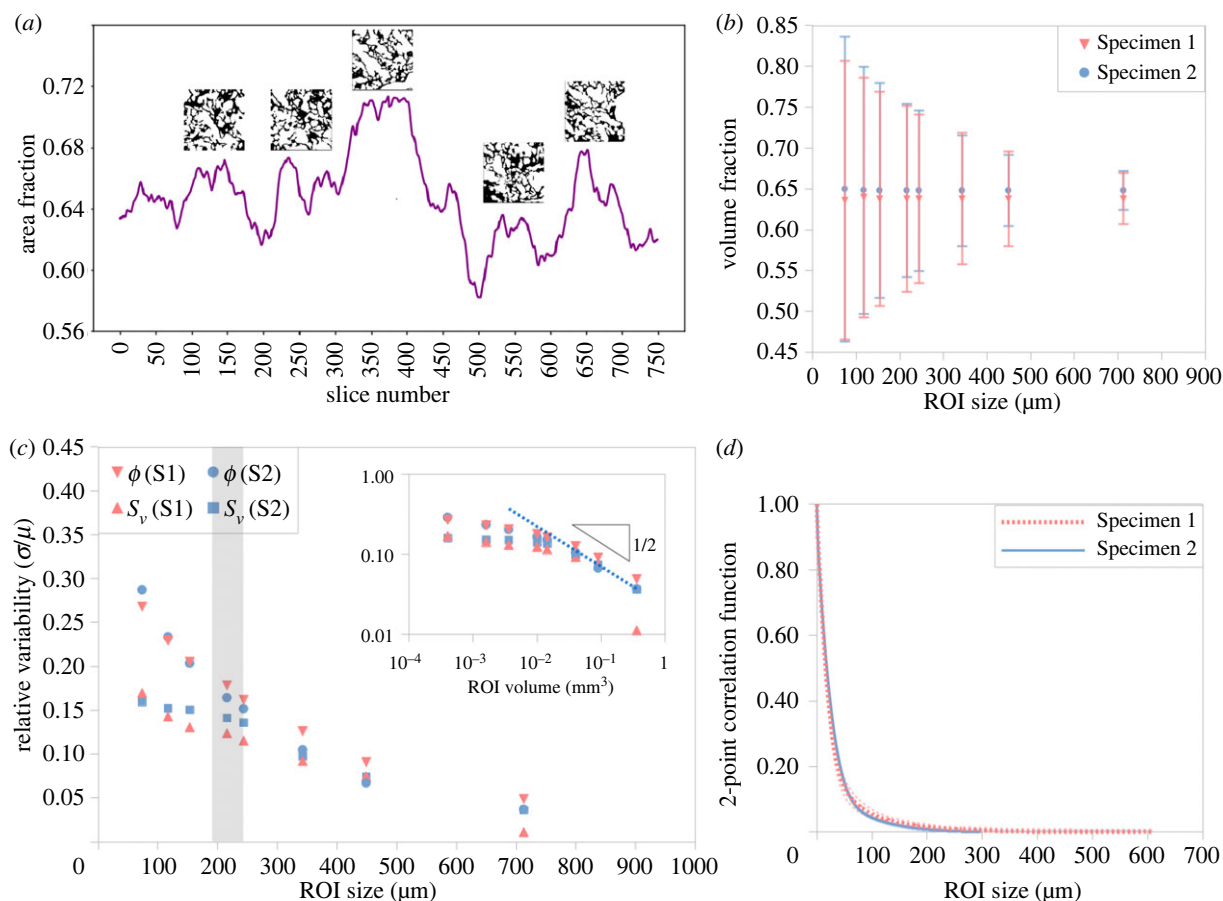 (a)
0.72
0.68
0.64
0.60
0.56
area fraction
0 50 100 150 200 250 300 350 400 450 500 550 600 650 700 750
slice number
(b)
0.85
0.80
0.75
0.70
0.65
0.60
0.55
0.50
0.45
volume fraction
Specimen 1
Specimen 2
0 100 200 300 400 500 600 700 800 900
ROI size (µm)
(c)
0.45
0.40
0.35
0.30
0.25
0.20
0.15
0.10
0.05
relative variability (σ/µ)
ϕ (S1) ϕ (S2)
Sᵥ (S1) Sᵥ (S2)
1.00
0.10
0.01
1/2
10⁻⁴ 10⁻³ 10⁻² 10⁻¹ 1
ROI volume (mm³)
0 100 200 300 400 500 600 700 800 900 1000
ROI size (µm)
(d)
1.00
0.80
0.60
0.40
0.20
2-point correlation function
Specimen 1
Specimen 2
0 100 200 300 400 500 600 700
ROI size (µm)